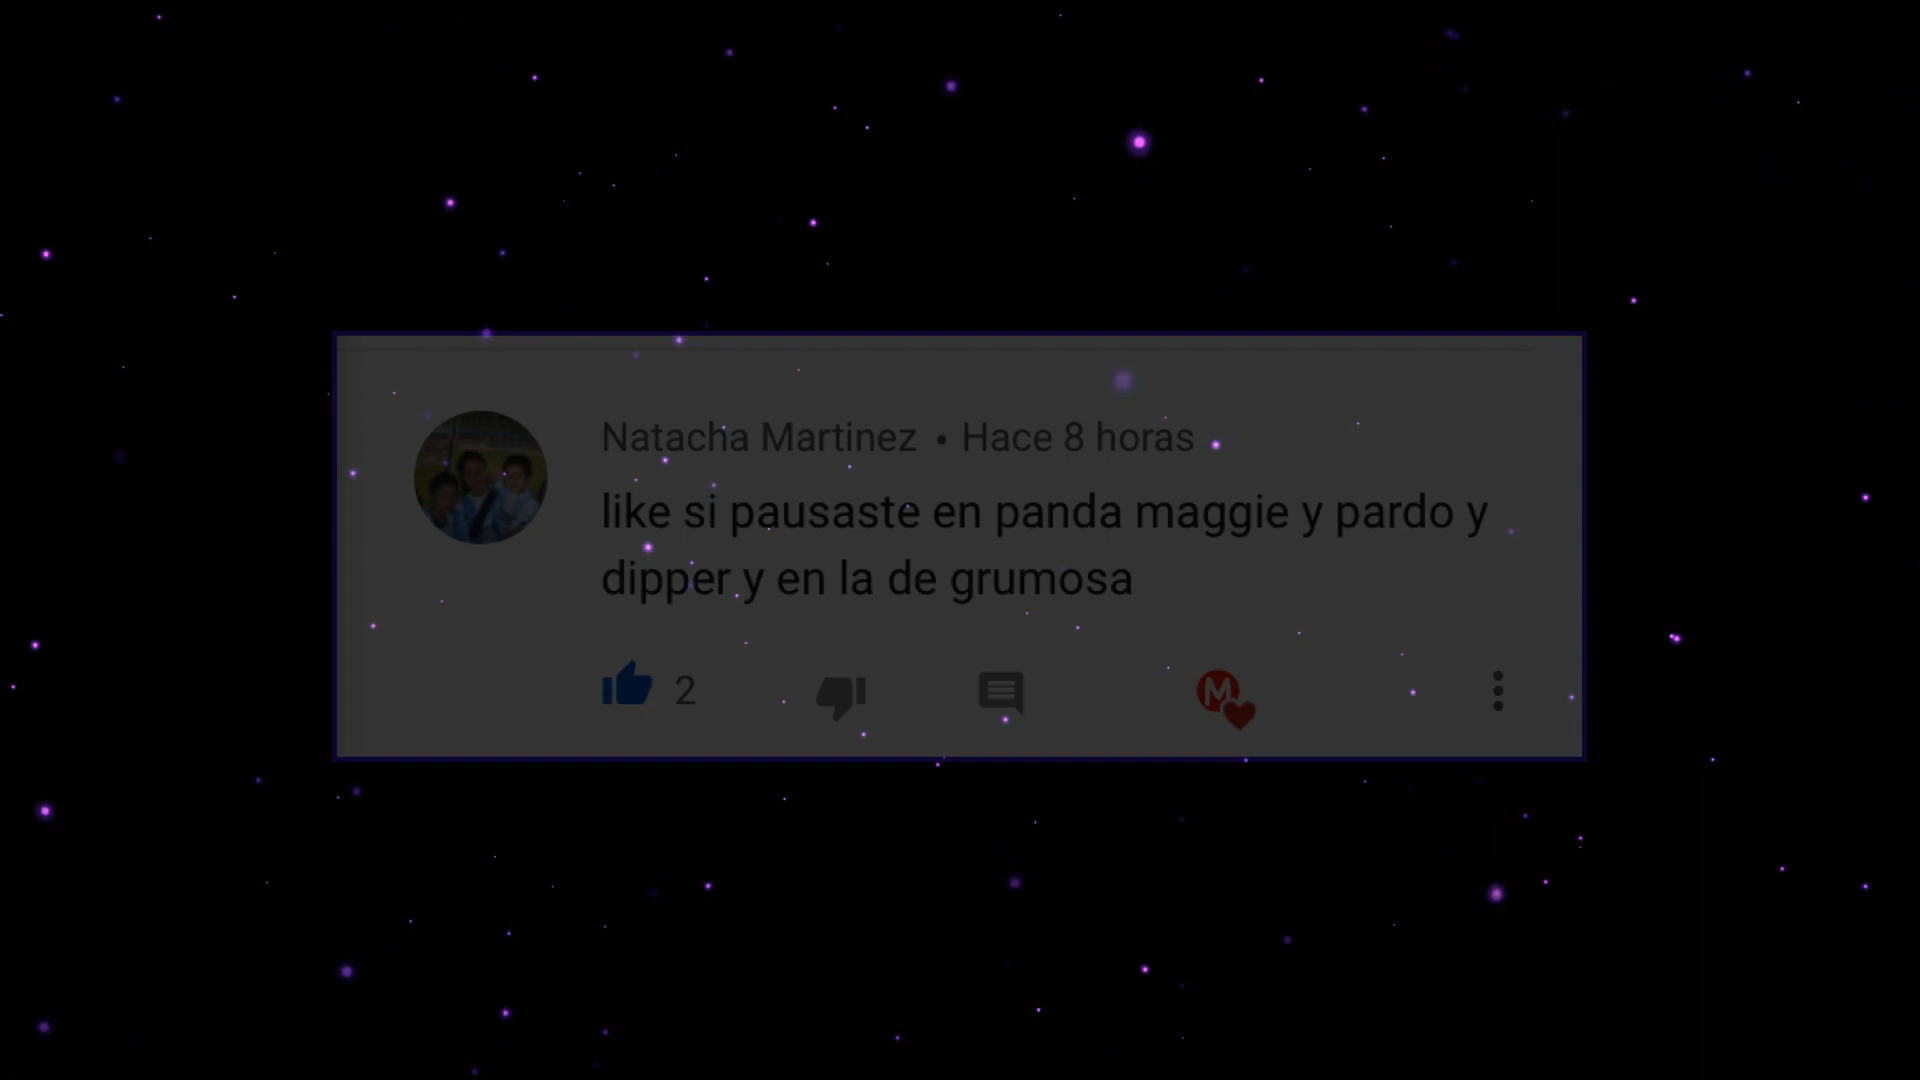 Natacha Martinez • Hace 8 horas
like si pausaste en panda maggie y pardo y
dipper y en la de grumosa
2
M